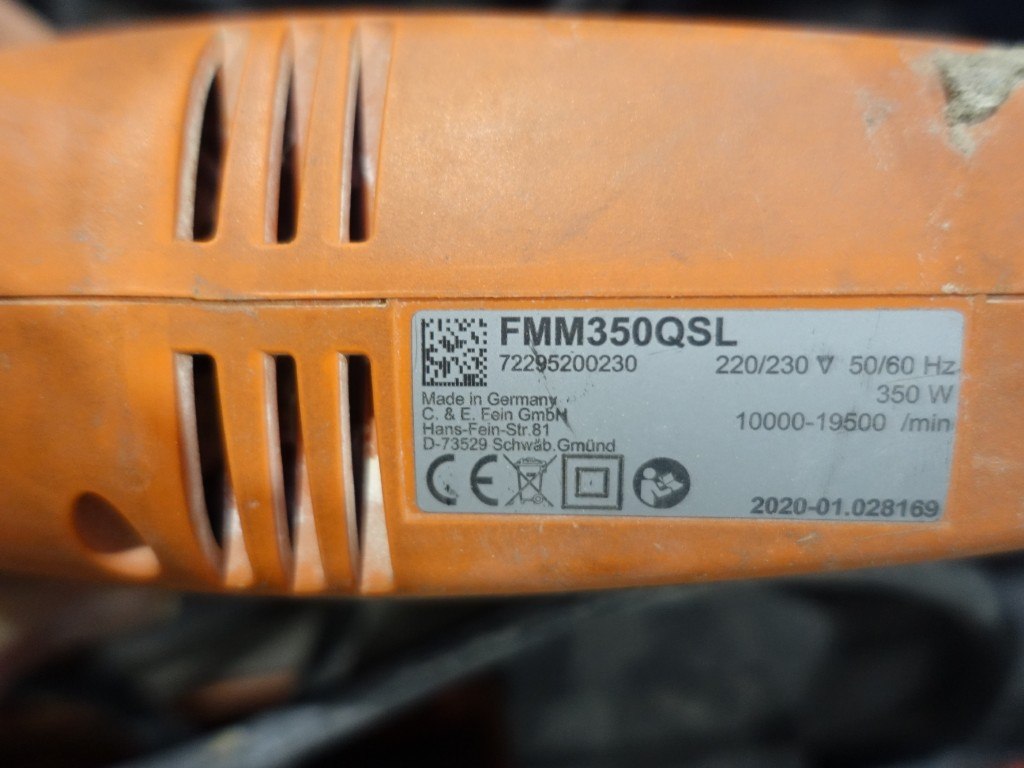 FMM350QSL
72295200230
220/230 ∇ 50/60 Hz
350 W
10000-19500 /min
Made in Germany
C. & E. Fein GmbH
Hans-Fein-Str.81
D-73529 Schwäb.Gmünd
CE
2020-01.028169